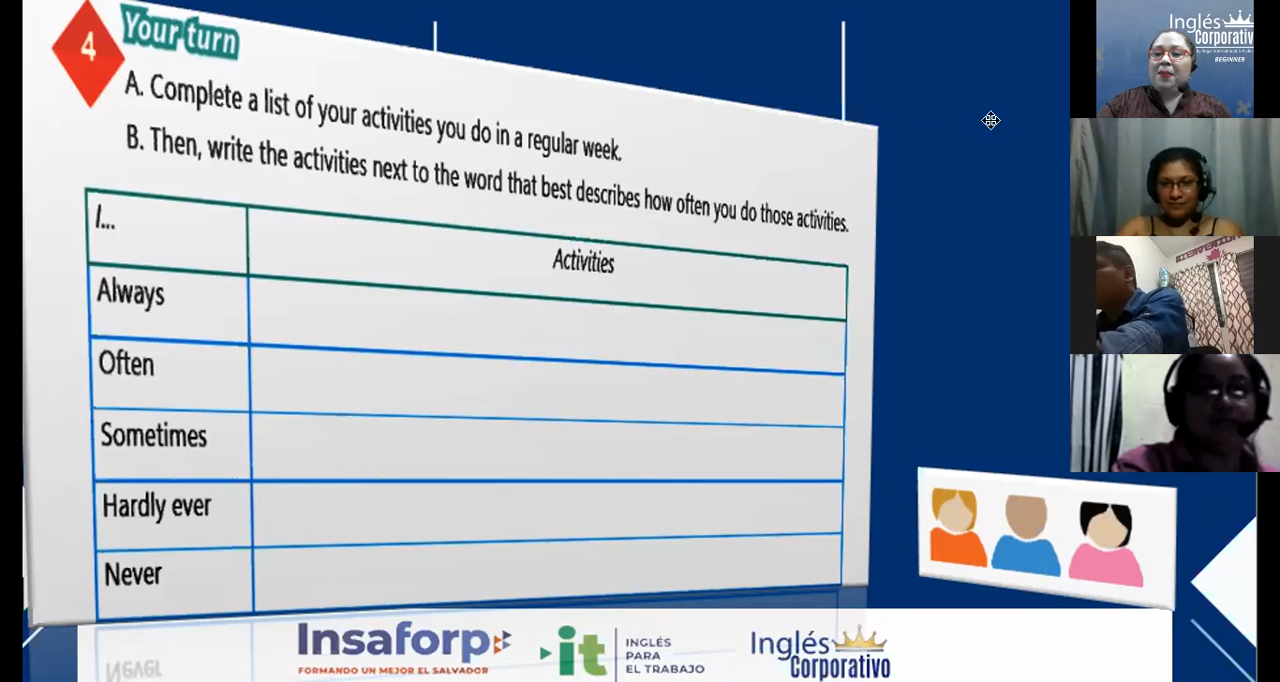 4
Your turn
A. Complete a list of your activities you do in a regular week.
B. Then, write the activities next to the word that best describes how often you do those activities.
I...
Activities
Always
Often
Sometimes
Hardly ever
Never
Insaforp
FORMANDO UN MEJOR EL SALVADOR
it
INGLÉS
PARA
EL TRABAJO
Inglés
Corporativo
Inglés
Corporativ
BEGINNER
BIENVENIDO